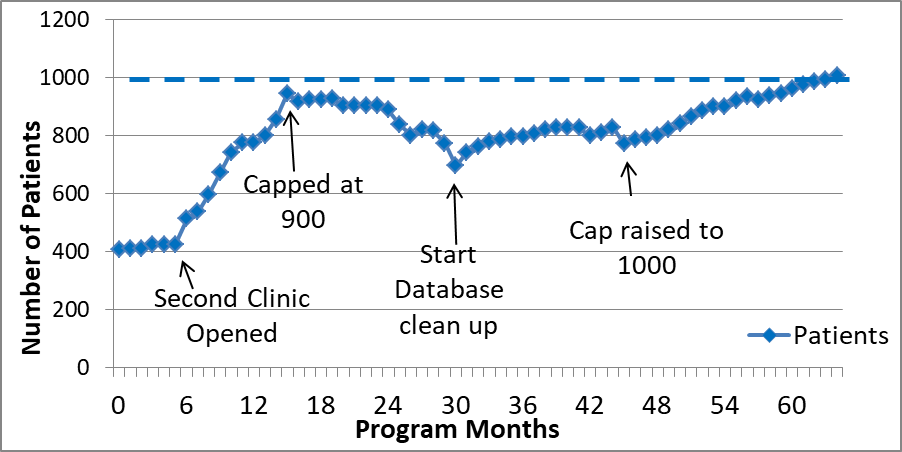 1200
1000
800
600
400
200
0
Number of Patients
Capped at
900
Second Clinic
Opened
Start
Database
clean up
Cap raised to
1000
Patients
0 6 12 18 24 30 36 42 48 54 60
Program Months